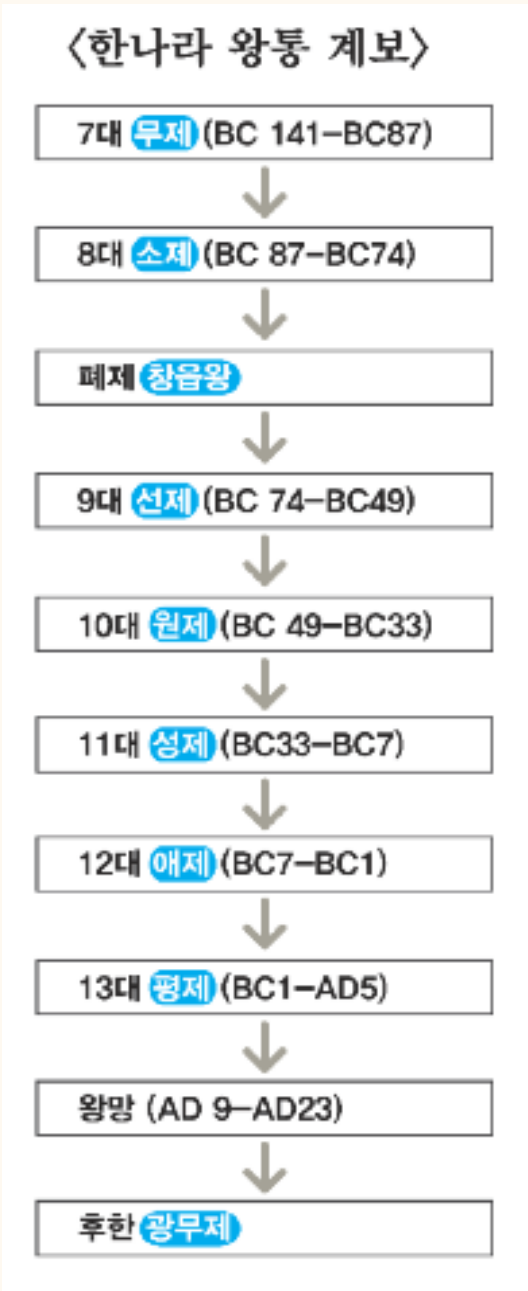 〈한나라 왕통 계보〉
7대 무제 (BC 141-BC87)
8대 소제 (BC 87-BC74)
폐제 창읍왕
9대 선제 (BC 74-BC49)
10대 원제 (BC 49-BC33)
11대 성제 (BC33-BC7)
12대 애제 (BC7-BC1)
13대 평제 (BC1-AD5)
왕망 (AD 9-AD23)
후한 광무제